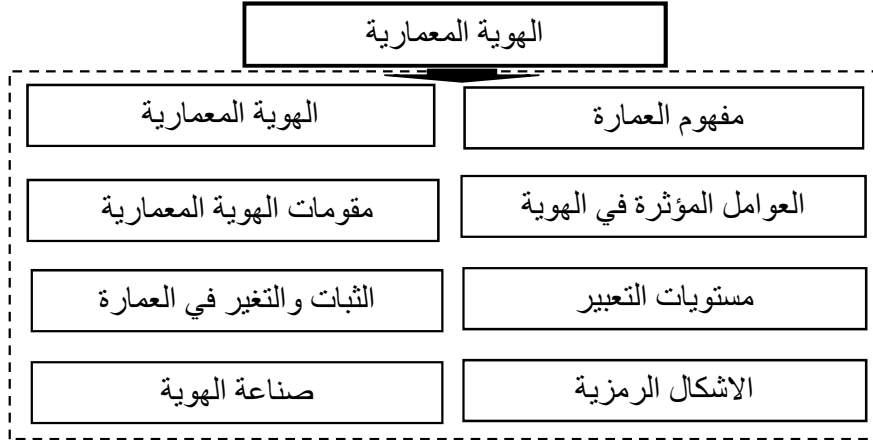 الهوية المعمارية
مفهوم العمارة
الهوية المعمارية
العوامل المؤثرة في الهوية
مقومات الهوية المعمارية
مستويات التعبير
الثبات والتغير في العمارة
الاشكال الرمزية
صناعة الهوية